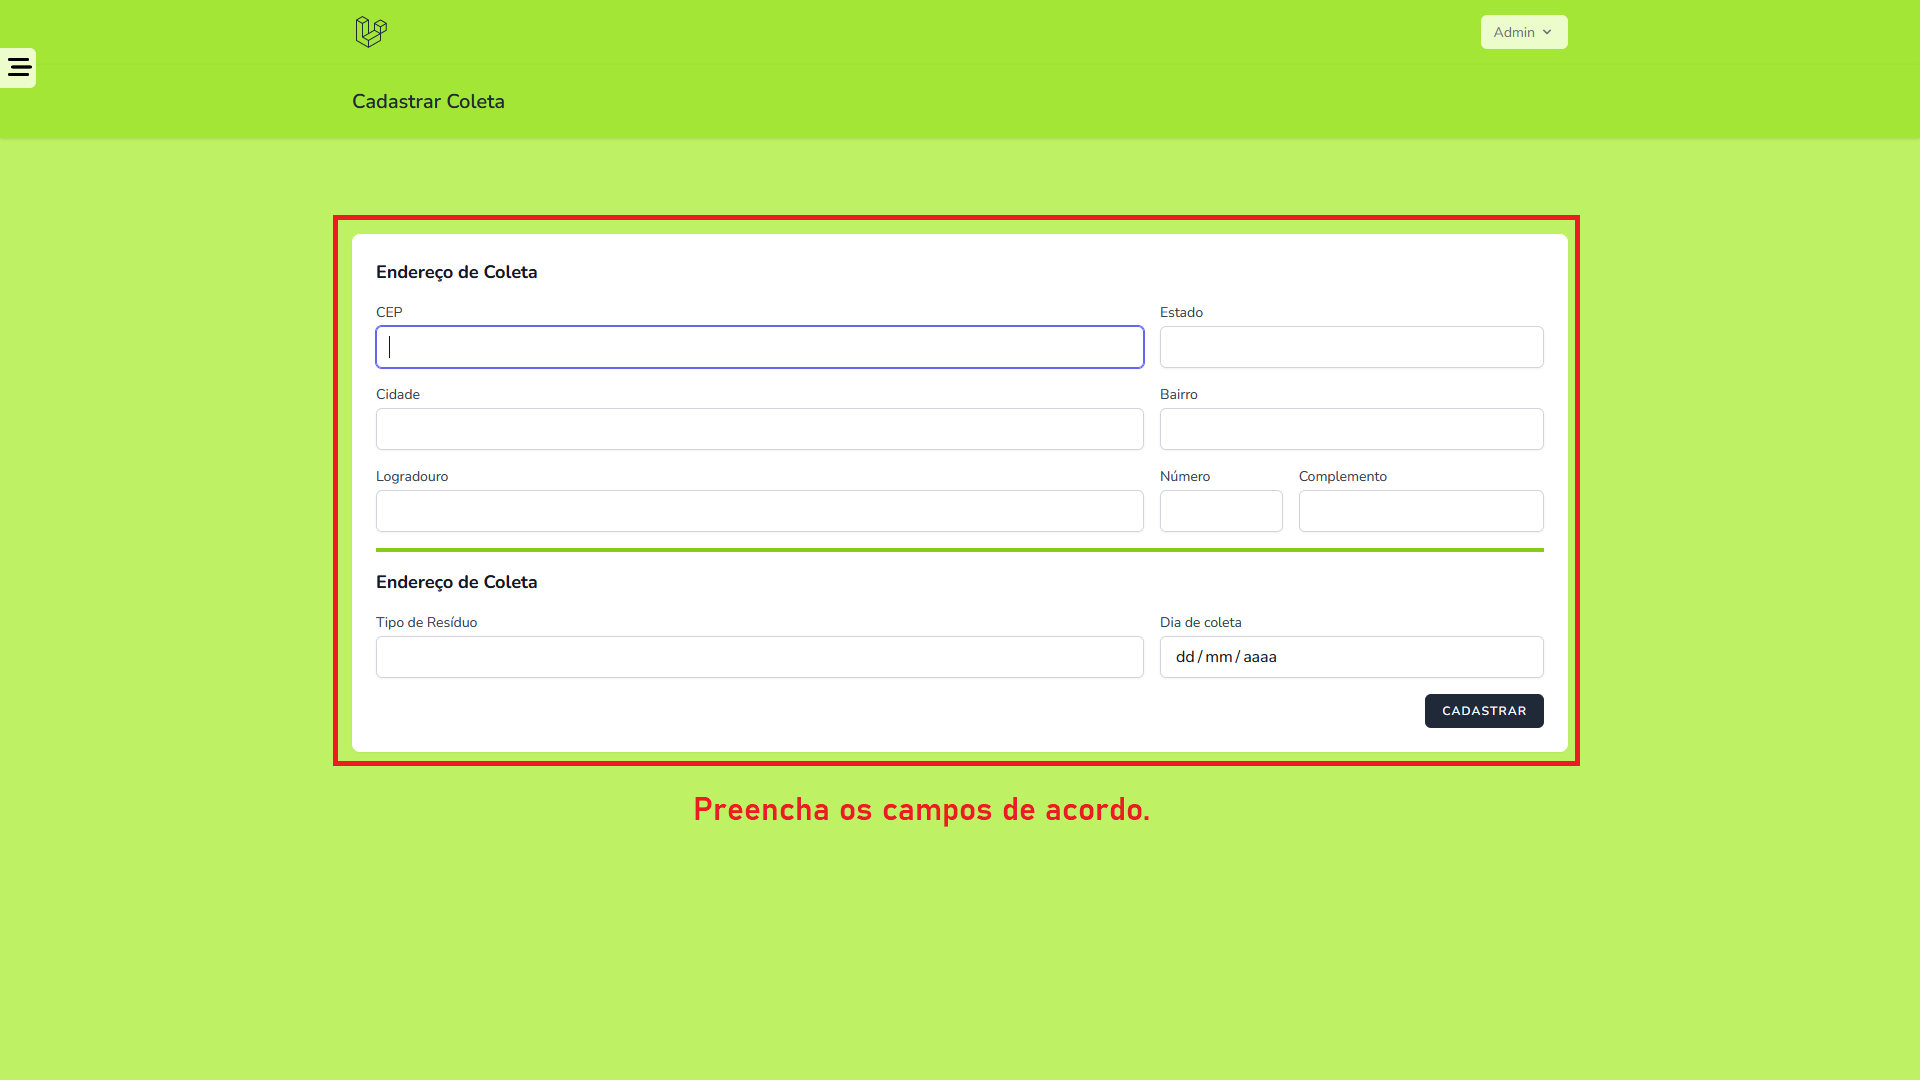 Admin
Cadastrar Coleta
Endereço de Coleta
CEP Estado
Cidade Bairro
Logradouro Número Complemento
Endereço de Coleta
Tipo de Resíduo Dia de coleta
dd/mm/aaaa
CADASTRAR
Preencha os campos de acordo.